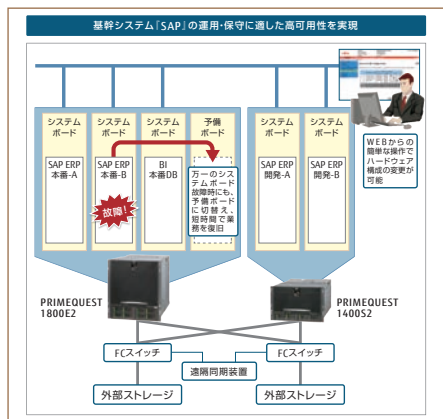 基幹システム「SAP」の運用・保守に適した高可用性を実現
システム
ボード
システム
ボード
システム
ボード
予備
ボード
システム
ボード
システム
ボード
SAP ERP
本番-A
SAP ERP
本番-B
BI
本番DB
万一のシス
テムボード
故障時にも、
予備ボード
に切替え、
短時間で業
務を復旧
SAP ERP
開発-A
SAP ERP
開発-B
WEBからの
簡単な操作で
ハードウェア
構成の変更が
可能
故障!
PRIMEQUEST
1800E2
PRIMEQUEST
1400S2
FCスイッチ
FCスイッチ
遠隔同期装置
外部ストレージ
外部ストレージ